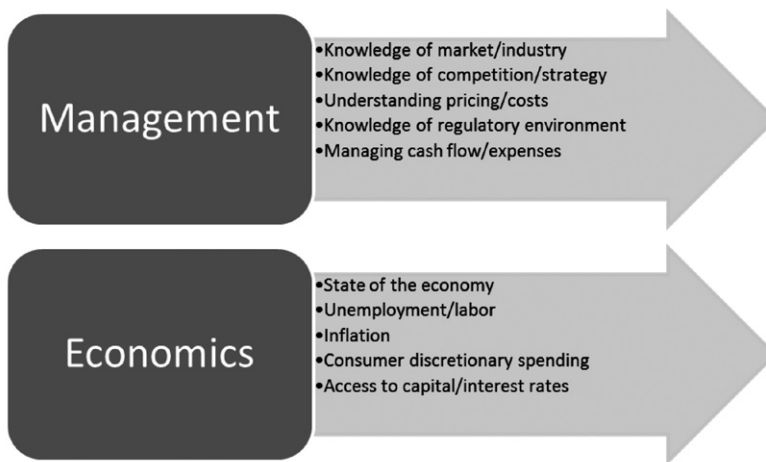 Management
•Knowledge of market/industry
•Knowledge of competition/strategy
•Understanding pricing/costs
•Knowledge of regulatory environment
•Managing cash flow/expenses
Economics
•State of the economy
•Unemployment/labor
•Inflation
•Consumer discretionary spending
•Access to capital/interest rates